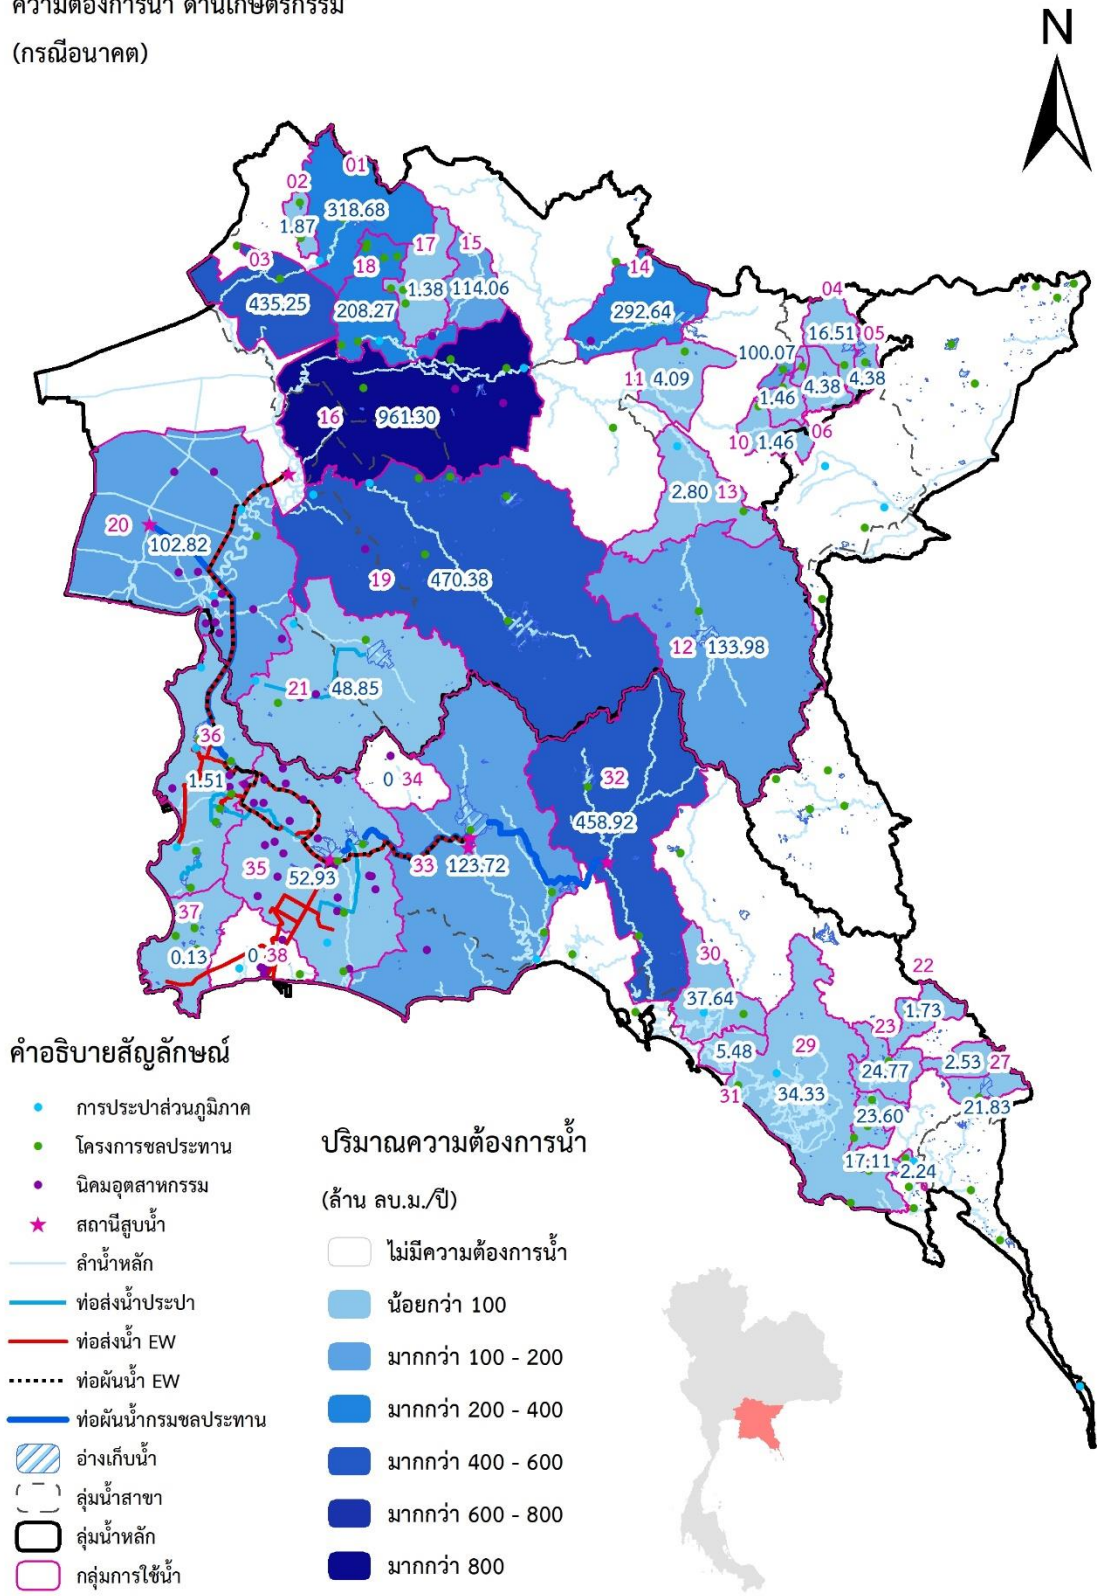 ความต้องการน้ำ ด้านเกษตรกรรม
(กรณีอนาคต)
N
01
02
318.68
1.87
17
15
03
18
14
1.38
114.06
04
435.25
208.27
292.64
16.51
05
100.07
11
4.09
4.38
4.38
1.46
16
961.30
06
10
1.46
2.80
13
20
102.82
19
470.38
12
133.98
21
48.85
36
32
1.51
0
34
458.92
35
33
123.72
52.93
37
0.13
0
38
30
22
37.64
1.73
23
29
5.48
2.53
27
24.77
31
34.33
21.83
23.60
17.11
2.24
คำอธิบายสัญลักษณ์
การประปาส่วนภูมิภาค
โครงการชลประทาน
นิคมอุตสาหกรรม
สถานีสูบน้ำ
ลำน้ำหลัก
ท่อส่งน้ำประปา
ท่อส่งน้ำ EW
ท่อผันน้ำ EW
ท่อผันน้ำกรมชลประทาน
อ่างเก็บน้ำ
ลุ่มน้ำสาขา
ลุ่มน้ำหลัก
กลุ่มการใช้น้ำ
ปริมาณความต้องการน้ำ
(ล้าน ลบ.ม./ปี)
ไม่มีความต้องการน้ำ
น้อยกว่า 100
มากกว่า 100 - 200
มากกว่า 200 - 400
มากกว่า 400 - 600
มากกว่า 600 - 800
มากกว่า 800